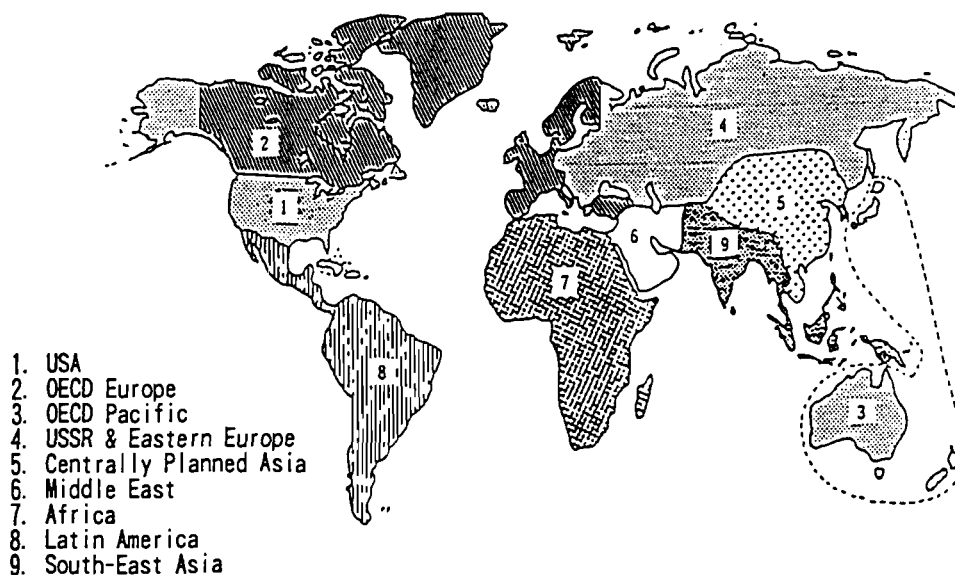 2
1
4
5
6
9
7
8
3
1. USA
2. OECD Europe
3. OECD Pacific
4. USSR & Eastern Europe
5. Centrally Planned Asia
6. Middle East
7. Africa
8. Latin America
9. South-East Asia